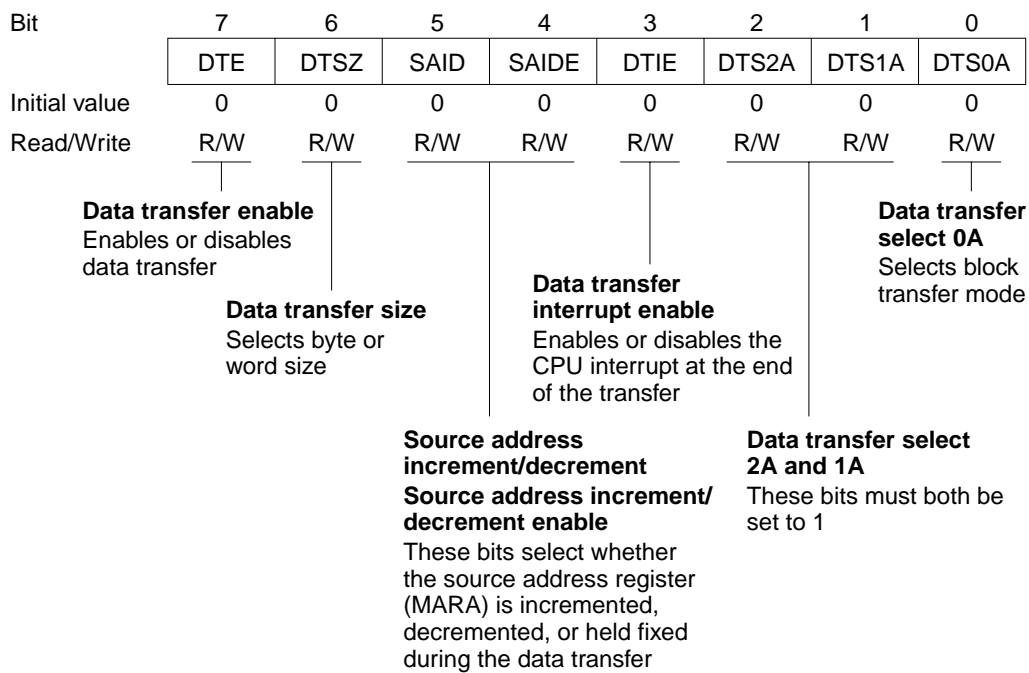 Bit 7 6 5 4 3 2 1 0
DTE DTSZ SAID SAIDE DTIE DTS2A DTS1A DTS0A
Initial value 0 0 0 0 0 0 0 0
Read/Write R/W R/W R/W R/W R/W R/W R/W R/W
Data transfer enable
Enables or disables
data transfer
Data transfer size
Selects byte or
word size
Source address
increment/decrement
Source address increment/
decrement enable
These bits select whether
the source address register
(MARA) is incremented,
decremented, or held fixed
during the data transfer
Data transfer
interrupt enable
Enables or disables the
CPU interrupt at the end
of the transfer
Data transfer select
2A and 1A
These bits must both be
set to 1
Data transfer
select 0A
Selects block
transfer mode